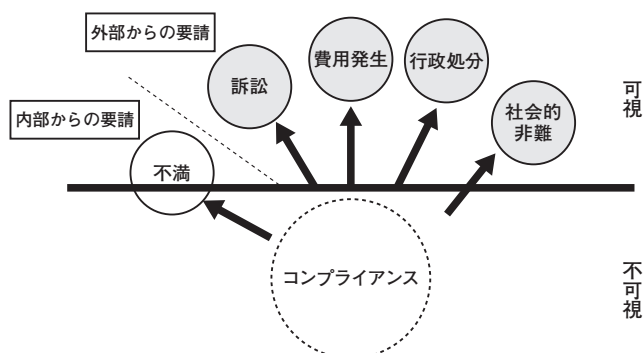 外部からの要請
訴訟
費用発生
行政処分
社会的
非難
可視
内部からの要請
不満
コンプライアンス
不可視